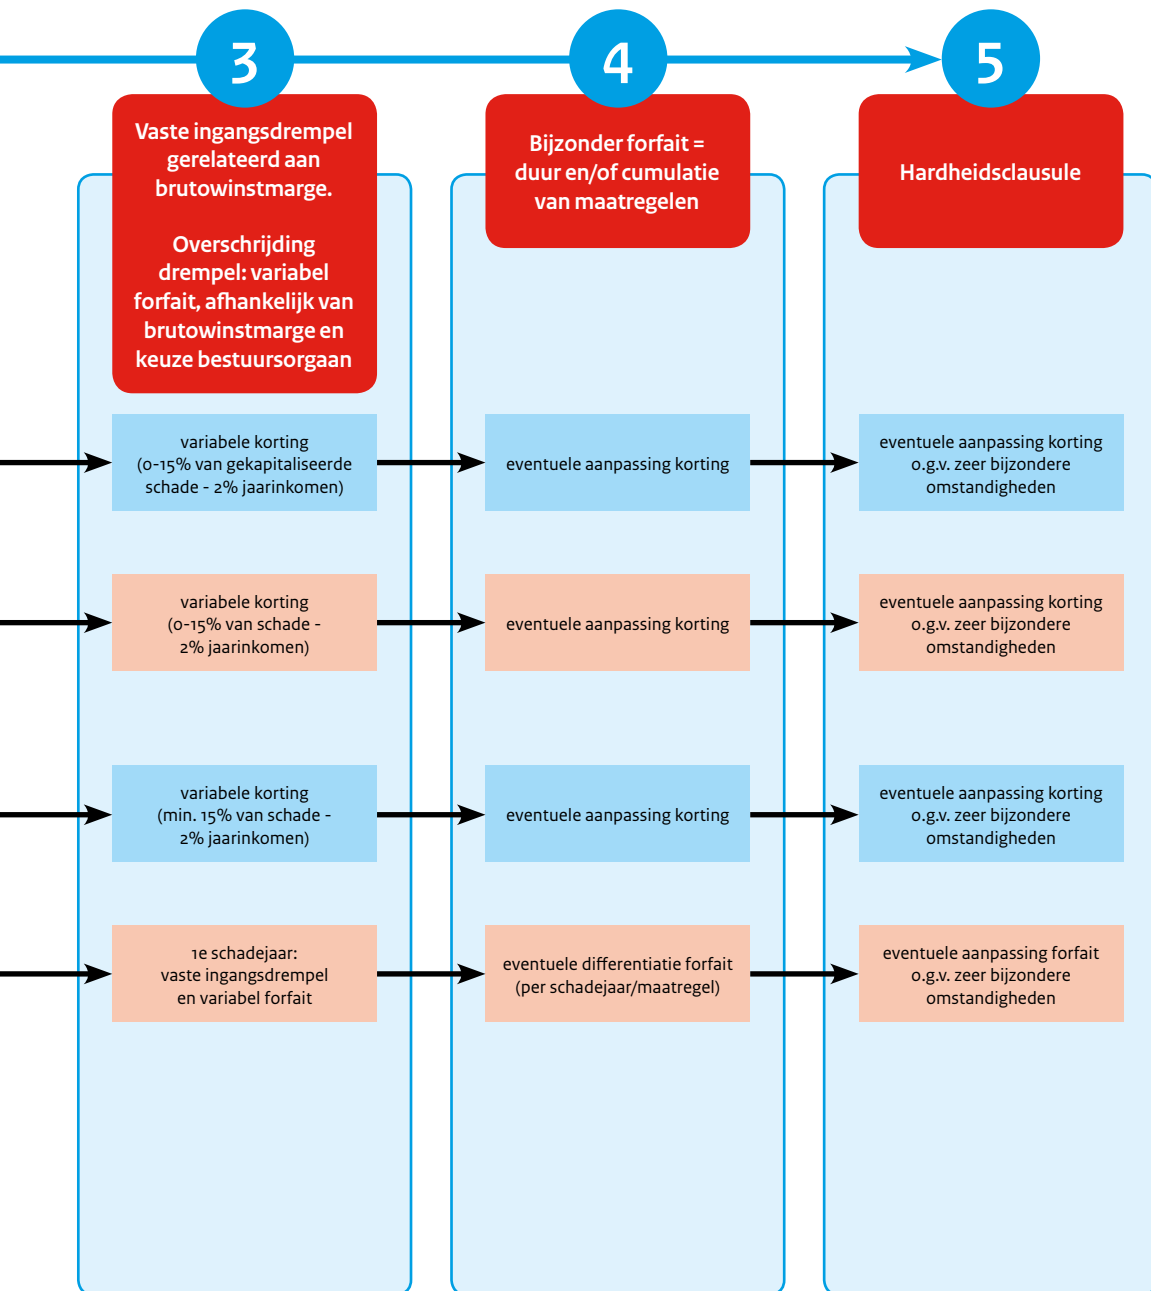 3
4
5
Vaste ingangsdrempel
gerelateerd aan
brutowinstmarge.
Overschrijding
drempel: variabel
forfait, afhankelijk van
brutowinstmarge en
keuze bestuursorgaan
Bijzonder forfait =
duur en/of cumulatie
van maatregelen
Hardheidsclausule
variabele korting
(0-15% van gekapitaliseerde
schade - 2% jaarinkomen)
eventuele aanpassing korting
eventuele aanpassing korting
o.g.v. zeer bijzondere
omstandigheden
variabele korting
(0-15% van schade -
2% jaarinkomen)
eventuele aanpassing korting
eventuele aanpassing korting
o.g.v. zeer bijzondere
omstandigheden
variabele korting
(min. 15% van schade -
2% jaarinkomen)
eventuele aanpassing korting
eventuele aanpassing korting
o.g.v. zeer bijzondere
omstandigheden
1e schadejaar:
vaste ingangsdrempel
en variabel forfait
eventuele differentiatie forfait
(per schadejaar/maatregel)
eventuele aanpassing forfait
o.g.v. zeer bijzondere
omstandigheden